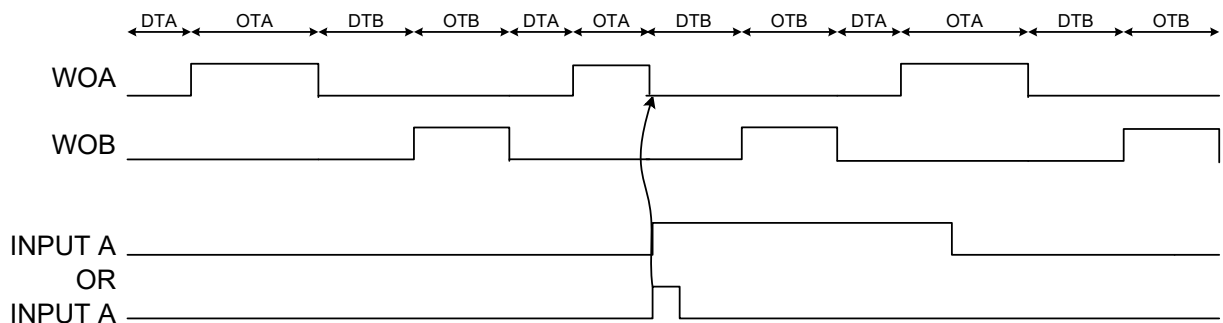 DTA OTA DTB OTB DTA OTA DTB OTB DTA OTA DTB OTB
WOA
WOB
INPUT A
OR
INPUT A